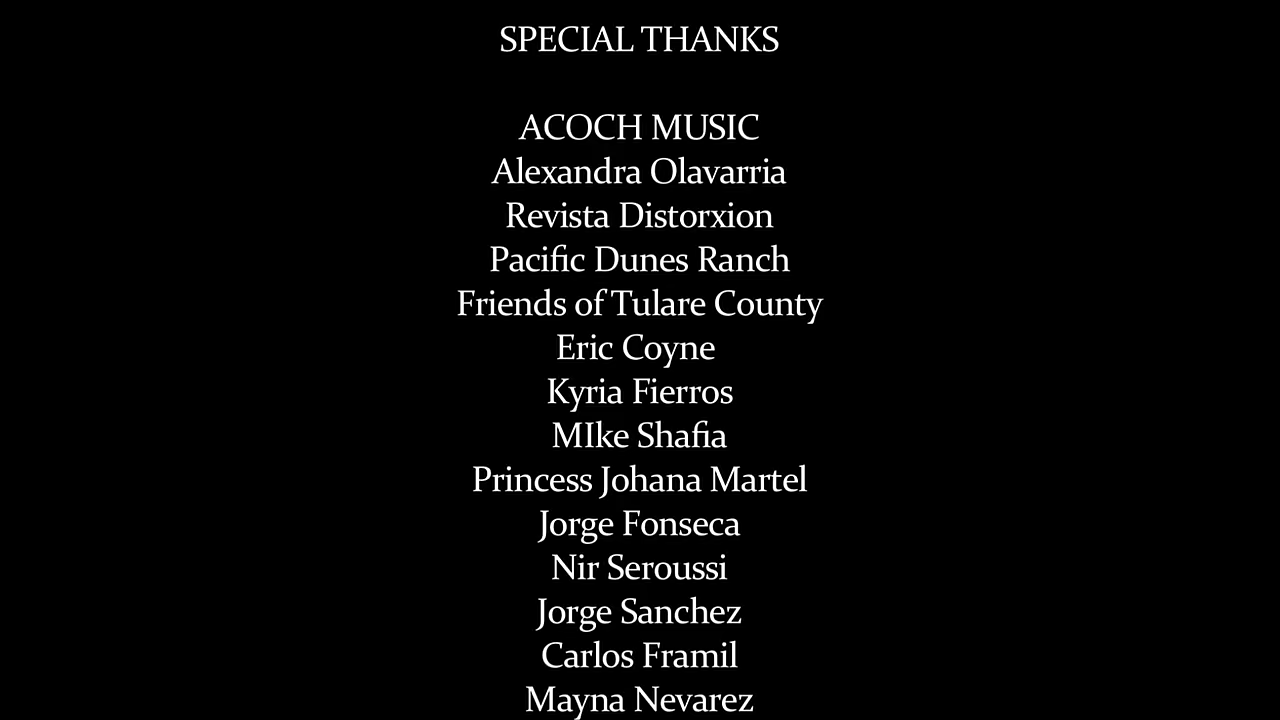 SPECIAL THANKS
ACOCH MUSIC
Alexandra Olavarria
Revista Distorxion
Pacific Dunes Ranch
Friends of Tulare County
Eric Coyne
Kyria Fierros
MIke Shafia
Princess Johana Martel
Jorge Fonseca
Nir Seroussi
Jorge Sanchez
Carlos Framil
Mayna Nevarez